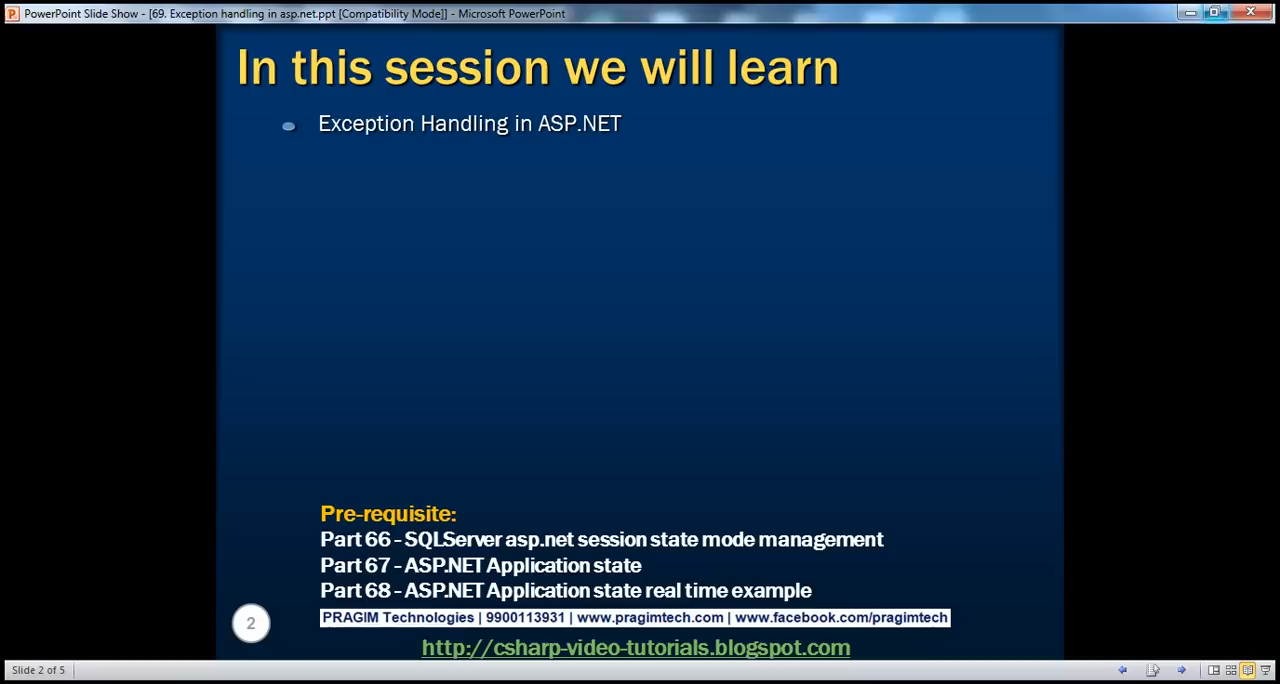 PowerPoint Slide Show - [69. Exception handling in asp.net.ppt [Compatibility Mode]] - Microsoft PowerPoint
In this session we will learn
Exception Handling in ASP.NET
Pre-requisite:
Part 66 - SQLServer asp.net session state mode management
Part 67 - ASP.NET Application state
Part 68 - ASP.NET Application state real time example
PRAGIM Technologies | 9900113931 | www.pragimtech.com | www.facebook.com/pragimtech
2
http://csharp-video-tutorials.blogspot.com
Slide 2 of 5